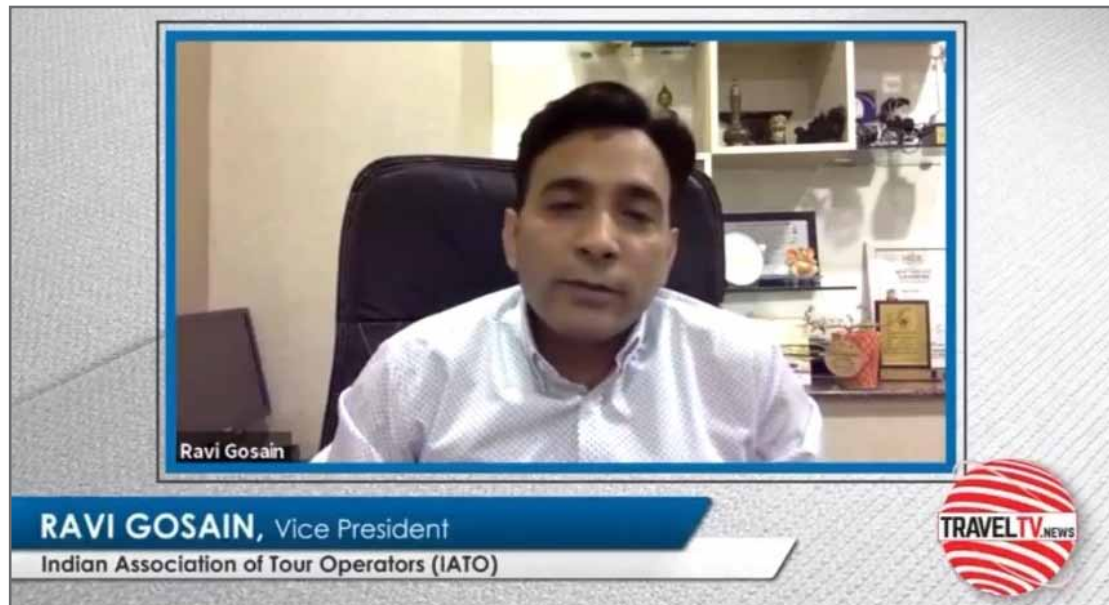 Ravi Gosain
RAVI GOSAIN, Vice President
Indian Association of Tour Operators (IATO)
TRAVELTV.NEWS